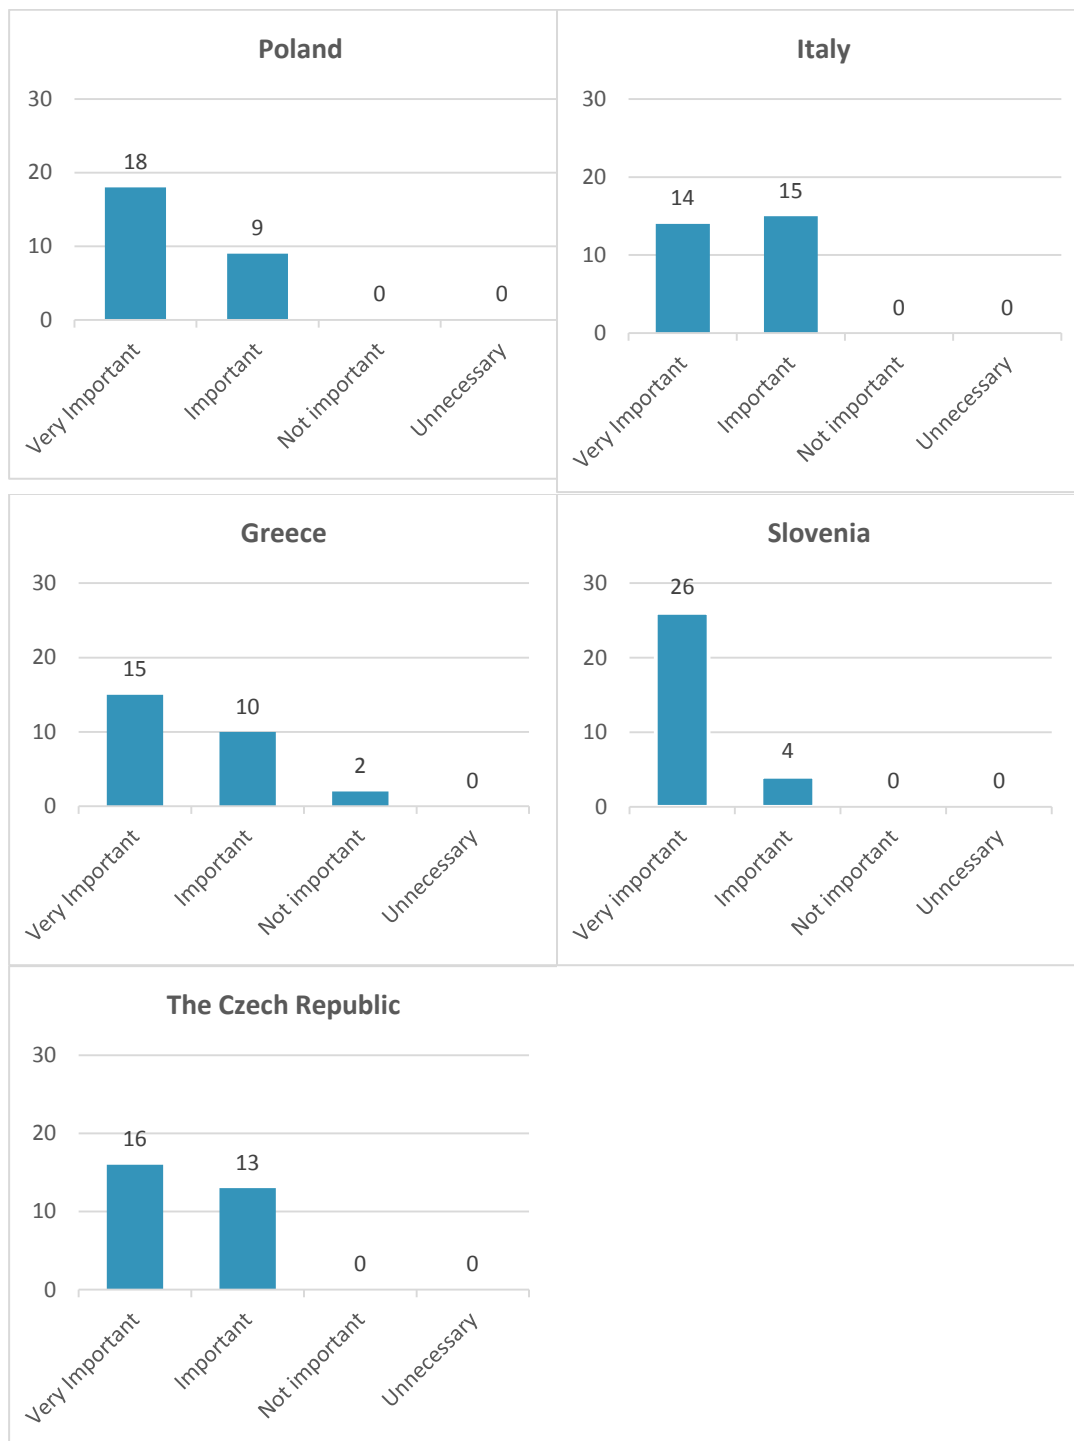 Poland
30
20
10
0
18
9
0
0
Very Important
Important
Not important
Unnecessary
Italy
30
20
10
0
14
15
0
0
Very Important
Important
Not important
Unnecessary
Greece
30
20
10
0
15
10
2
0
Very Important
Important
Not important
Unnecessary
Slovenia
30
20
10
0
26
4
0
0
Very important
Important
Not important
Unncessary
The Czech Republic
30
20
10
0
16
13
0
0
Very Important
Important
Not important
Unnecessary